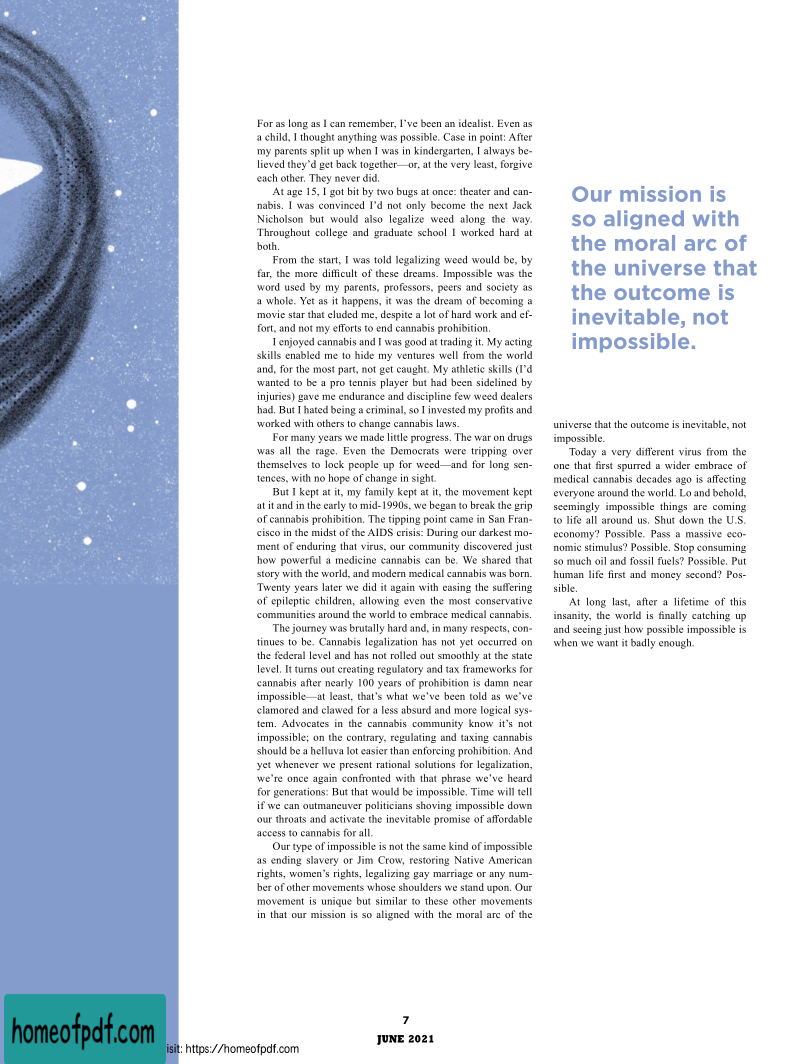 For as long as I can remember, I’ve been an idealist. Even as
a child, I thought anything was possible. Case in point: After
my parents split up when I was in kindergarten, I always be-
lieved they’d get back together—or, at the very least, forgive
each other. They never did.
At age 15, I got bit by two bugs at once: theater and can-
nabis. I was convinced I’d not only become the next Jack
Nicholson but would also legalize weed along the way.
Throughout college and graduate school I worked hard at
both.
From the start, I was told legalizing weed would be, by
far, the more difficult of these dreams. Impossible was the
word used by my parents, professors, peers and society as
a whole. Yet as it happens, it was the dream of becoming a
movie star that eluded me, despite a lot of hard work and ef-
fort, and not my efforts to end cannabis prohibition.
I enjoyed cannabis and I was good at trading it. My acting
skills enabled me to hide my ventures well from the world
and, for the most part, not get caught. My athletic skills (I’d
wanted to be a pro tennis player but had been sidelined by
injuries) gave me endurance and discipline few weed dealers
had. But I hated being a criminal, so I invested my profits and
worked with others to change cannabis laws.
For many years we made little progress. The war on drugs
was all the rage. Even the Democrats were tripping over
themselves to lock people up for weed—and for long sen-
tences, with no hope of change in sight.
But I kept at it, my family kept at it, the movement kept
at it and in the early to mid-1990s, we began to break the grip
of cannabis prohibition. The tipping point came in San Fran-
cisco in the midst of the AIDS crisis: During our darkest mo-
ment of enduring that virus, our community discovered just
how powerful a medicine cannabis can be. We shared that
story with the world, and modern medical cannabis was born.
Twenty years later we did it again with easing the suffering
of epileptic children, allowing even the most conservative
communities around the world to embrace medical cannabis.
The journey was brutally hard and, in many respects, con-
tinues to be. Cannabis legalization has not yet occurred on
the federal level and has not rolled out smoothly at the state
level. It turns out creating regulatory and tax frameworks for
cannabis after nearly 100 years of prohibition is damn near
impossible—at least, that’s what we’ve been told as we’ve
clamored and clawed for a less absurd and more logical sys-
tem. Advocates in the cannabis community know it’s not
impossible; on the contrary, regulating and taxing cannabis
should be a helluva lot easier than enforcing prohibition. And
yet whenever we present rational solutions for legalization,
we’re once again confronted with that phrase we’ve heard
for generations: But that would be impossible. Time will tell
if we can outmaneuver politicians shoving impossible down
our throats and activate the inevitable promise of affordable
access to cannabis for all.
Our type of impossible is not the same kind of impossible
as ending slavery or Jim Crow, restoring Native American
rights, women’s rights, legalizing gay marriage or any num-
ber of other movements whose shoulders we stand upon. Our
movement is unique but similar to these other movements
in that our mission is so aligned with the moral arc of the
Our mission is
so aligned with
the moral arc of
the universe that
the outcome is
inevitable, not
impossible.
universe that the outcome is inevitable, not
impossible.
Today a very different virus from the
one that first spurred a wider embrace of
medical cannabis decades ago is affecting
everyone around the world. Lo and behold,
seemingly impossible things are coming
to life all around us. Shut down the U.S.
economy? Possible. Pass a massive eco-
nomic stimulus? Possible. Stop consuming
so much oil and fossil fuels? Possible. Put
human life first and money second? Pos-
sible.
At long last, after a lifetime of this
insanity, the world is finally catching up
and seeing just how possible impossible is
when we want it badly enough.
7
JUNE 2021
homeofpdf.com
isit: https://homeofpdf.com